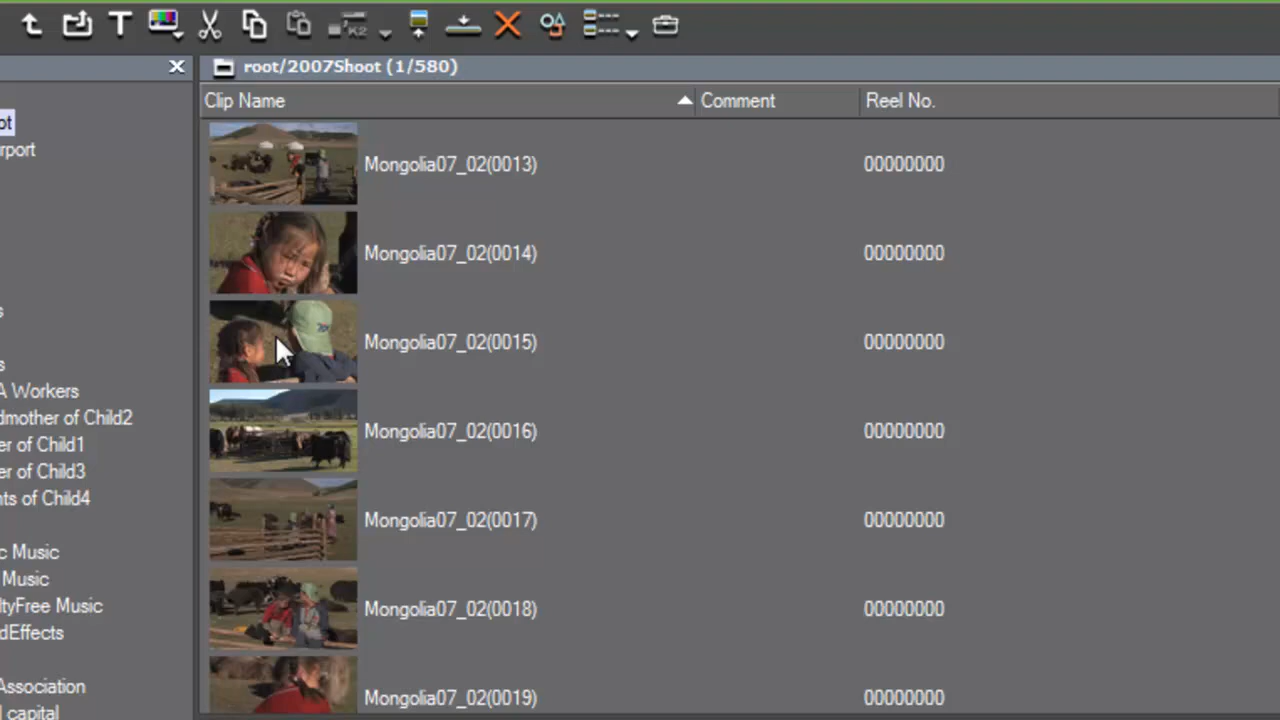 T
K2
root/2007Shoot (1/580)
Clip Name
Comment
Reel No.
Mongolia07_02(0013)
00000000
Mongolia07_02(0014)
00000000
Mongolia07_02(0015)
00000000
Mongolia07_02(0016)
00000000
Mongolia07_02(0017)
00000000
Mongolia07_02(0018)
00000000
Mongolia07_02(0019)
00000000
ot
rport
s
s
A Workers
dmother of Child2
er of Child1
er of Child3
nts of Child4
c Music
Music
ltyFree Music
dEffects
Association
l capital